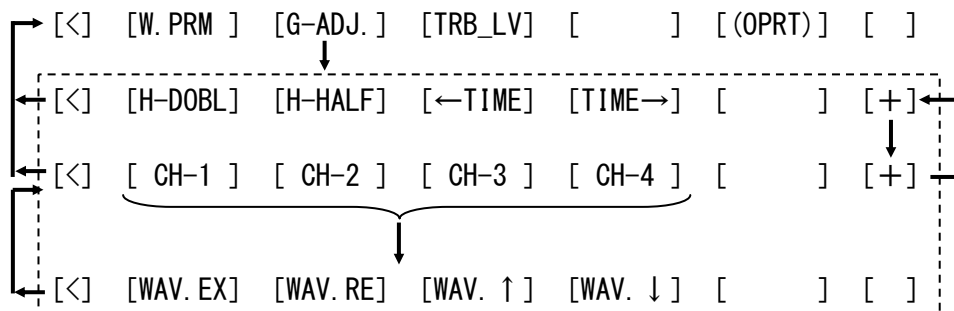 [<] [W.PRM ] [G-ADJ.] [TRB_LV] [      ] [(OPRT)] [ ]
[<] [H-DOBL] [H-HALF] [←TIME] [TIME→] [      ] [+]
[<] [ CH-1 ] [ CH-2 ] [ CH-3 ] [ CH-4 ] [      ] [+]
[<] [WAV.EX] [WAV.RE] [WAV.↑] [WAV.↓] [      ] [ ]